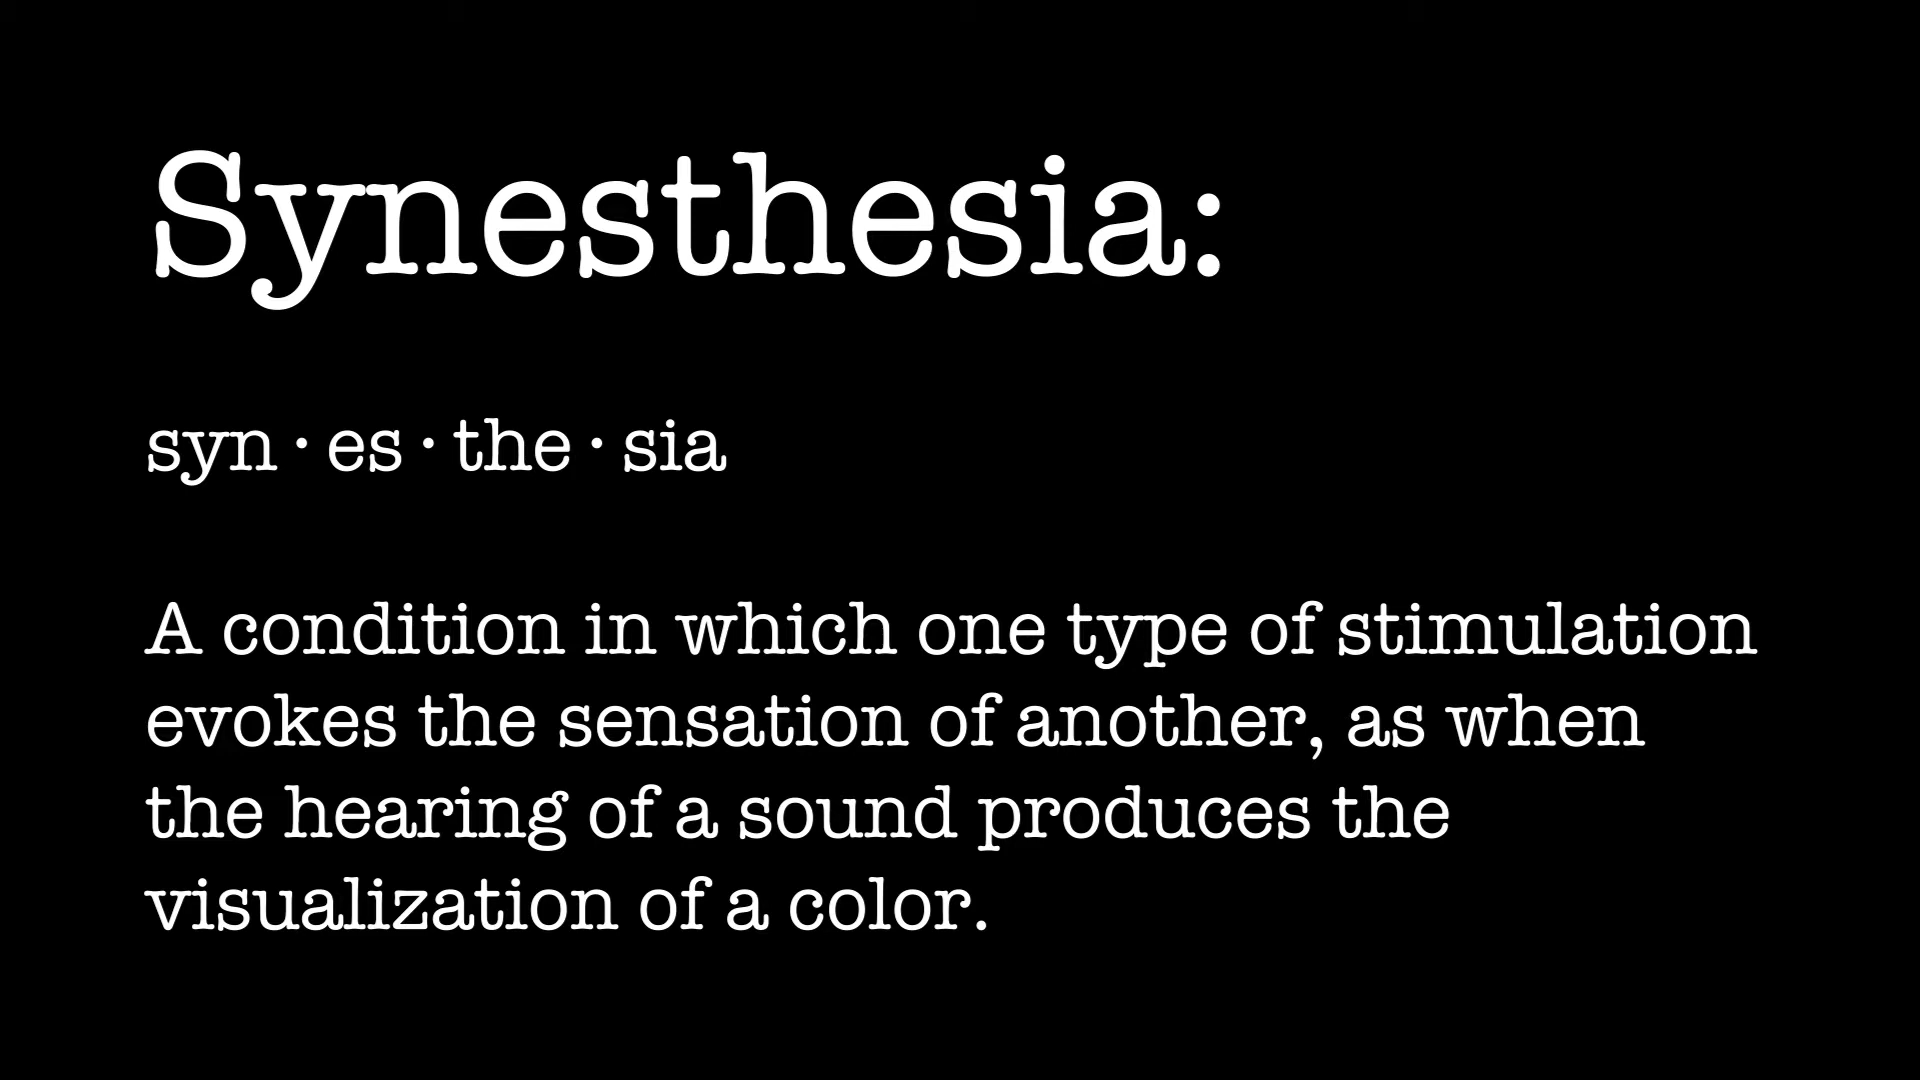 Synesthesia:
syn · es · the · sia
A condition in which one type of stimulation
evokes the sensation of another, as when
the hearing of a sound produces the
visualization of a color.